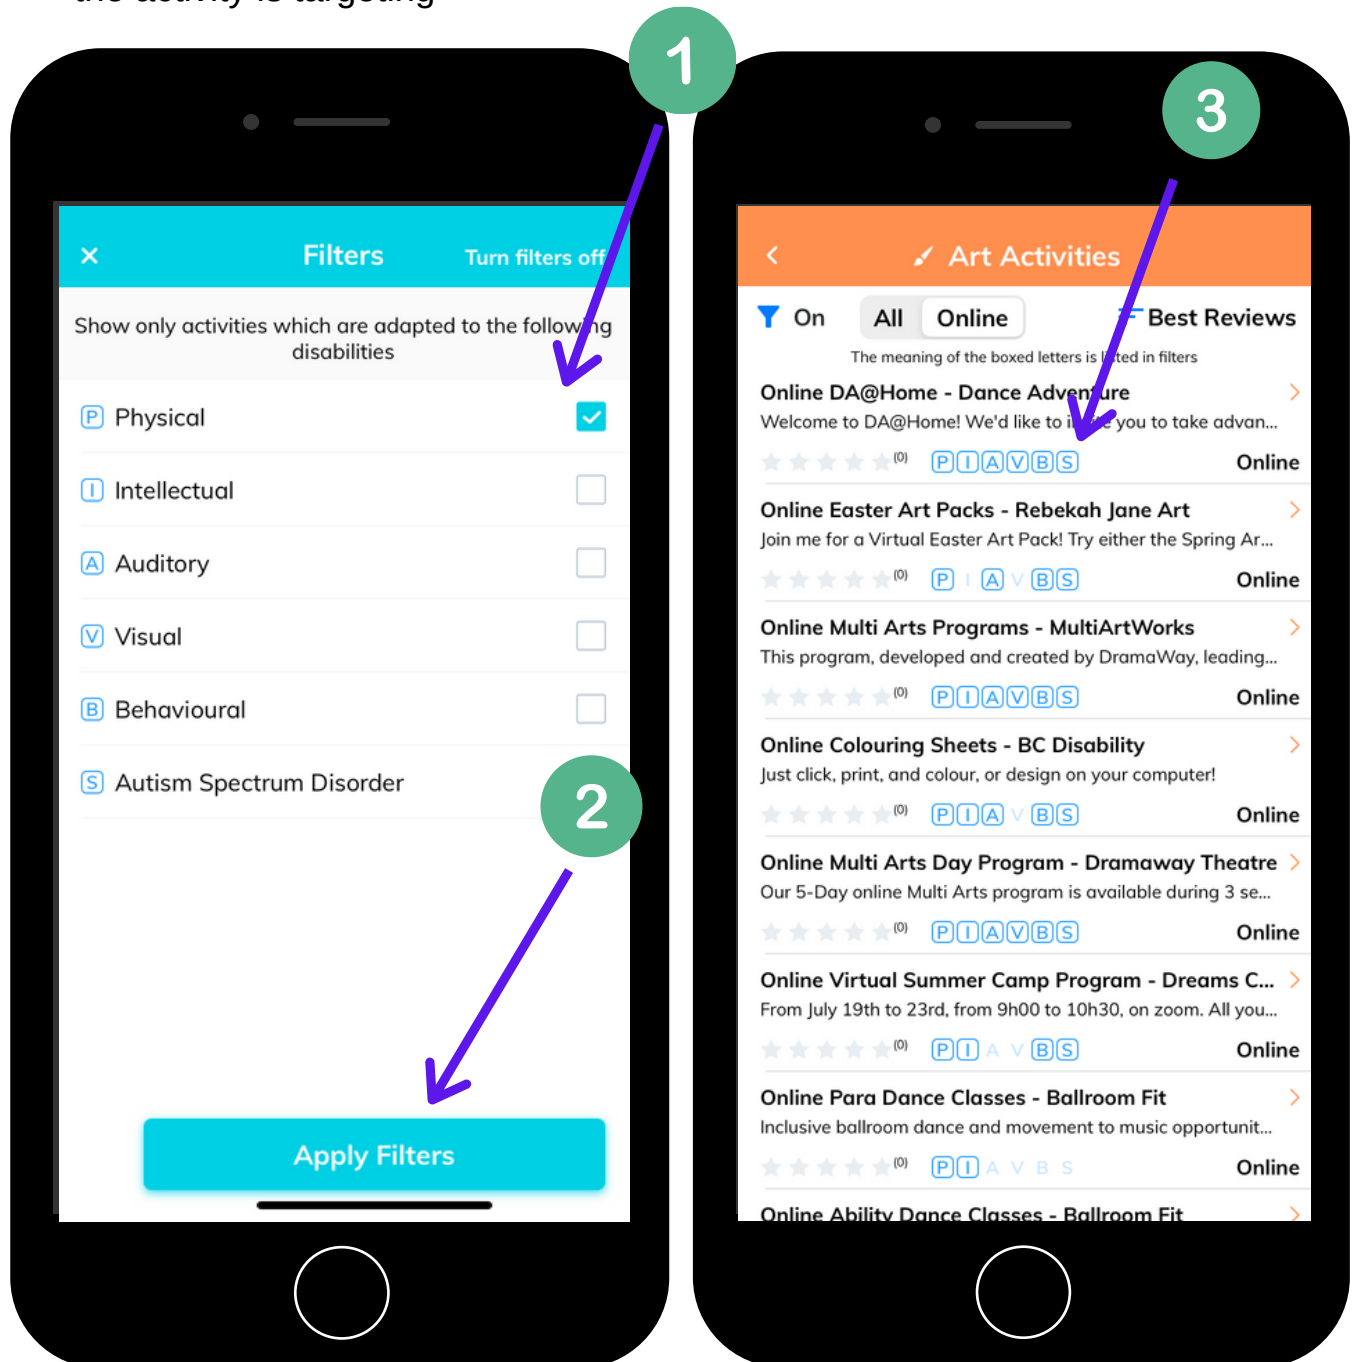 the activity is targeting
1
Filters
Turn filters off
Show only activities which are adapted to the following
disabilities
P Physical
I Intellectual
A Auditory
V Visual
B Behavioural
S Autism Spectrum Disorder
2
Apply Filters
3
Art Activities
On All Online Best Reviews
The meaning of the boxed letters is listed in filters
Online DA@Home - Dance Adventure
Welcome to DA@Home! We'd like to invite you to take advan...
(0) P I A V B S Online
Online Easter Art Packs - Rebekah Jane Art
Join me for a Virtual Easter Art Pack! Try either the Spring Ar...
(0) P I A V B S Online
Online Multi Arts Programs - MultiArtWorks
This program, developed and created by DramaWay, leading...
(0) P I A V B S Online
Online Colouring Sheets - BC Disability
Just click, print, and colour, or design on your computer!
(0) P I A V B S Online
Online Multi Arts Day Program - Dramaway Theatre
Our 5-Day online Multi Arts program is available during 3 se...
(0) P I A V B S Online
Online Virtual Summer Camp Program - Dreams C...
From July 19th to 23rd, from 9h00 to 10h30, on zoom. All you...
(0) P I A V B S Online
Online Para Dance Classes - Ballroom Fit
Inclusive ballroom dance and movement to music opportunit...
(0) P I A V B S Online
Online Ability Dance Classes - Ballroom Fit